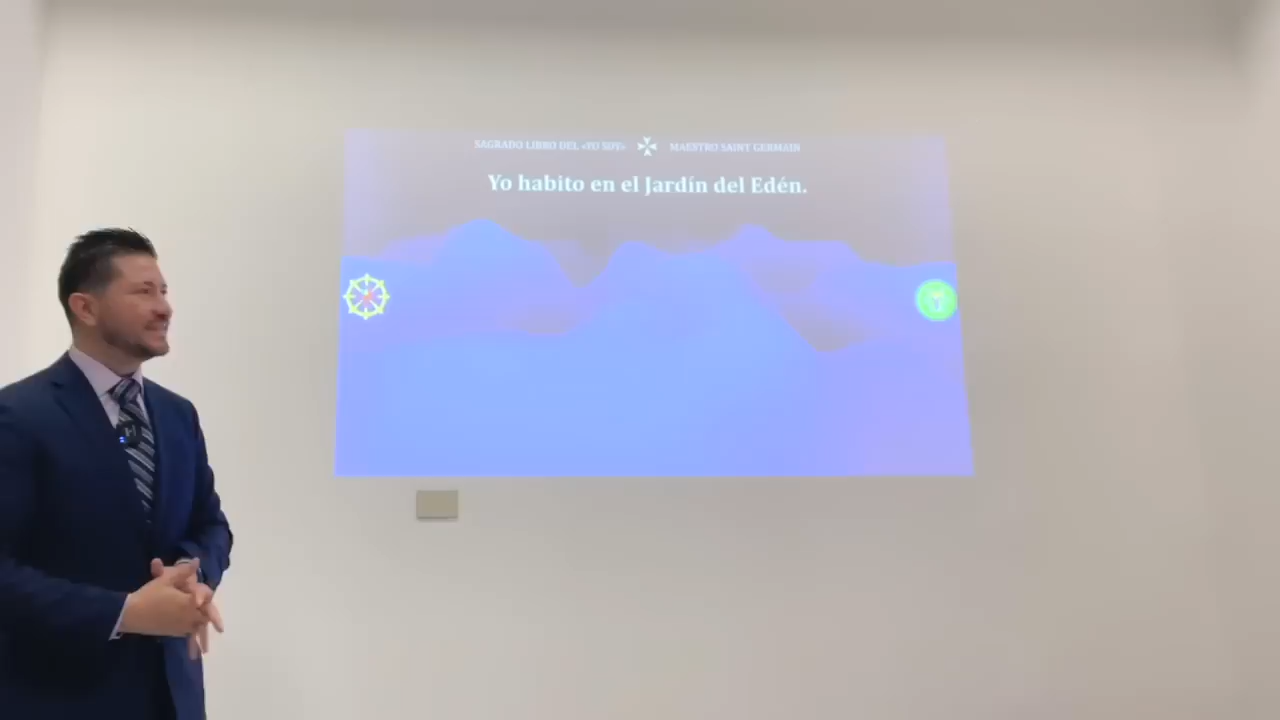 SAGRADO LIBRO DEL «YO SOY» MAESTRO SAINT GERMAIN
Yo habito en el Jardín del Edén.